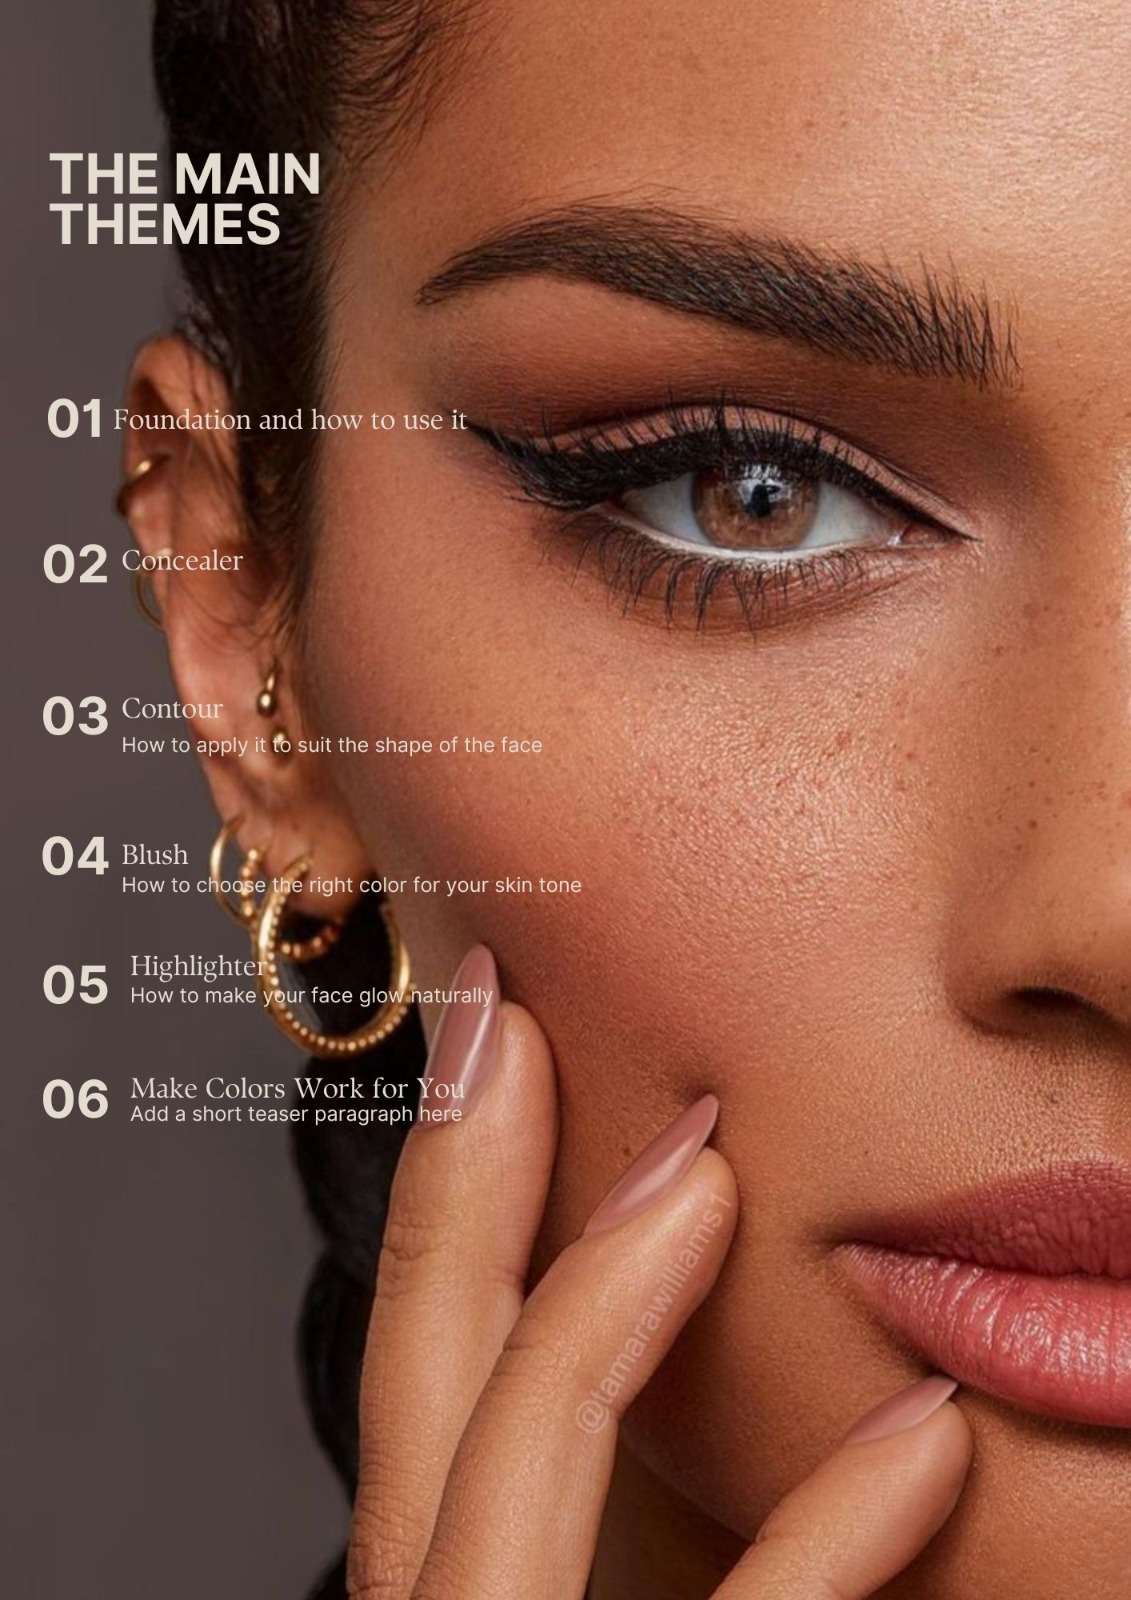 THE MAIN
THEMES
01 Foundation and how to use it
02 Concealer
03 Contour
How to apply it to suit the shape of the face
04 Blush
How to choose the right color for your skin tone
05 Highlighter
How to make your face glow naturally
06 Make Colors Work for You
Add a short teaser paragraph here
@tamarawilliams1